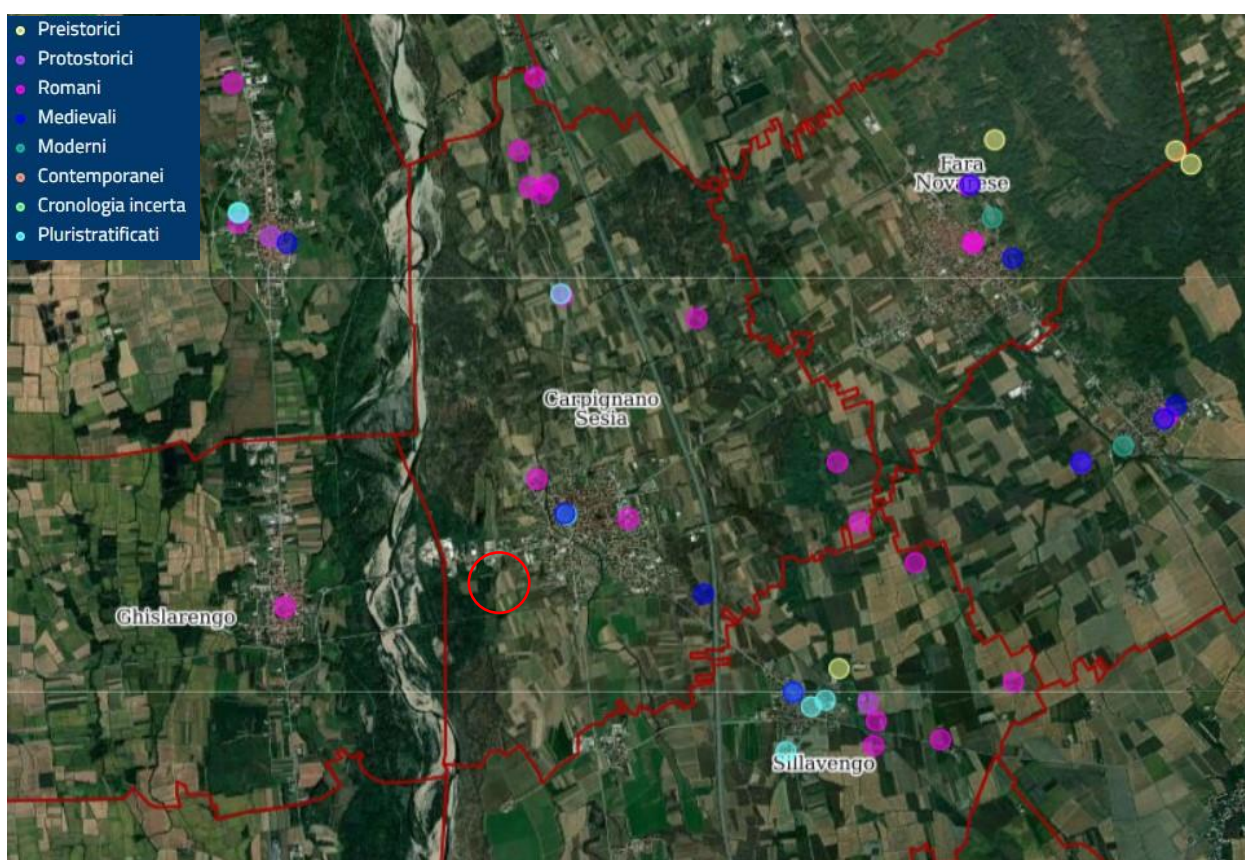 Preistorici
Protostorici
Romani
Medievali
Moderni
Contemporanei
Cronologia incerta
Pluristratificati
Fara
Novarese
Carpignano
Sesia
Ghislarengo
Sillavengo